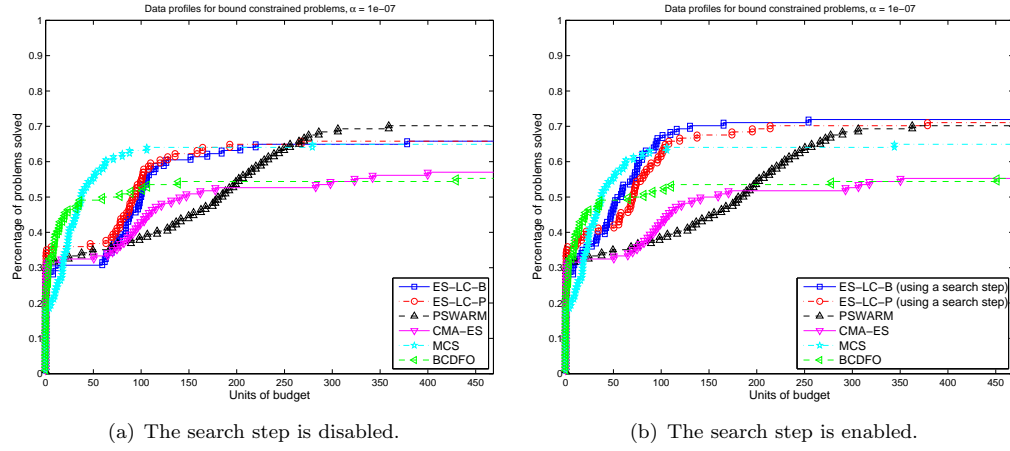 Data profiles for bound constrained problems, α = 1e−07
1
0.9
0.8
0.7
0.6
0.5
0.4
0.3
0.2
0.1
0
Percentage of problems solved
0 50 100 150 200 250 300 350 400 450
Units of budget
ES−LC−B
ES−LC−P
PSWARM
CMA−ES
MCS
BCDFO
(a) The search step is disabled.
Data profiles for bound constrained problems, α = 1e−07
1
0.9
0.8
0.7
0.6
0.5
0.4
0.3
0.2
0.1
0
Percentage of problems solved
0 50 100 150 200 250 300 350 400 450
Units of budget
ES−LC−B (using a search step)
ES−LC−P (using a search step)
PSWARM
CMA−ES
MCS
BCDFO
(b) The search step is enabled.